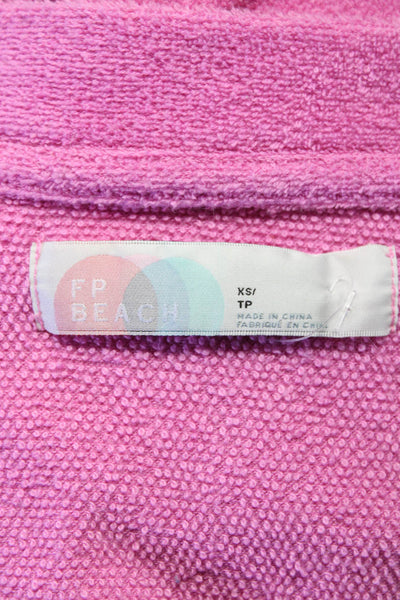 FP
BEACH
XS/
TP
MADE IN CHINA
FABRIQUÉ EN CHINE